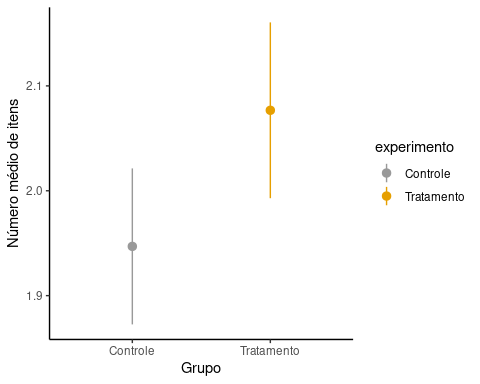 Número médio de itens
2.1
2.0
1.9
Controle
Tratamento
Grupo
experimento
Controle
Tratamento